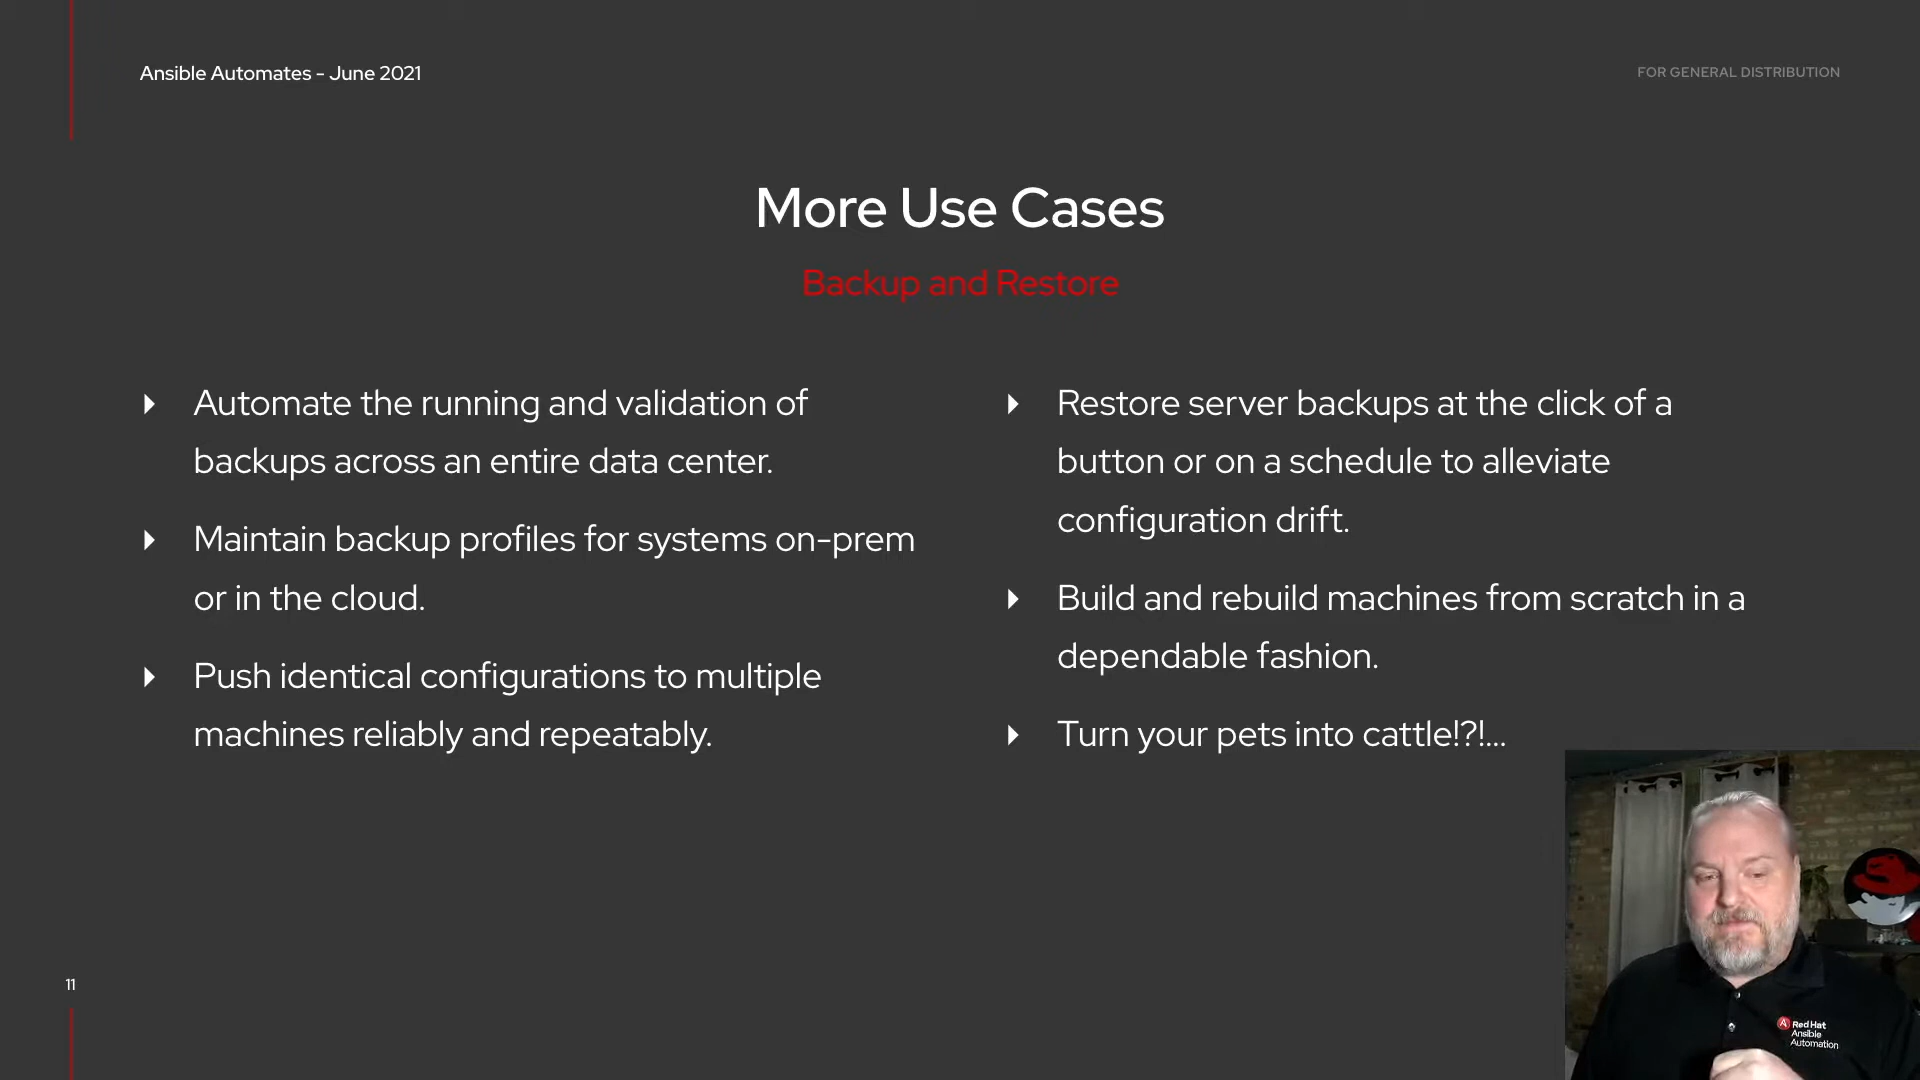 Ansible Automates - June 2021
FOR GENERAL DISTRIBUTION
More Use Cases
Backup and Restore
Automate the running and validation of
backups across an entire data center.
Maintain backup profiles for systems on-prem
or in the cloud.
Push identical configurations to multiple
machines reliably and repeatably.
Restore server backups at the click of a
button or on a schedule to alleviate
configuration drift.
Build and rebuild machines from scratch in a
dependable fashion.
Turn your pets into cattle!?!...
11
A Red Hat
Ansible
Automation